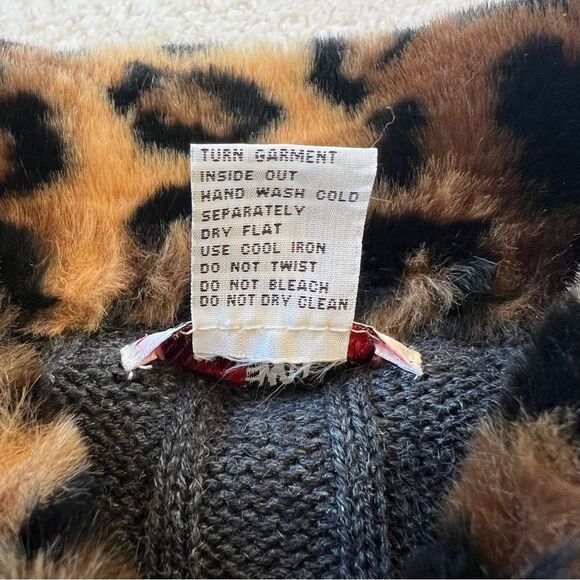 TURN GARMENT
INSIDE OUT
HAND WASH COLD
SEPARATELY
DRY FLAT
USE COOL IRON
DO NOT TWIST
DO NOT BLEACH
DO NOT DRY CLEAN